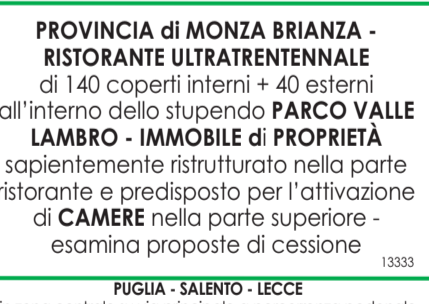 PROVINCIA di MONZA BRIANZA -
RISTORANTE ULTRATRENTENNALE
di 140 coperti interni + 40 esterni
all'interno dello stupendo PARCO VALLE
LAMBRO - IMMOBILE di PROPRIETÀ
sapientemente ristrutturato nella parte
ristorante e predisposto per l'attivazione
di CAMERE nella parte superiore -
esamina proposte di cessione
13333
PUGLIA - SALENTO - LECCE